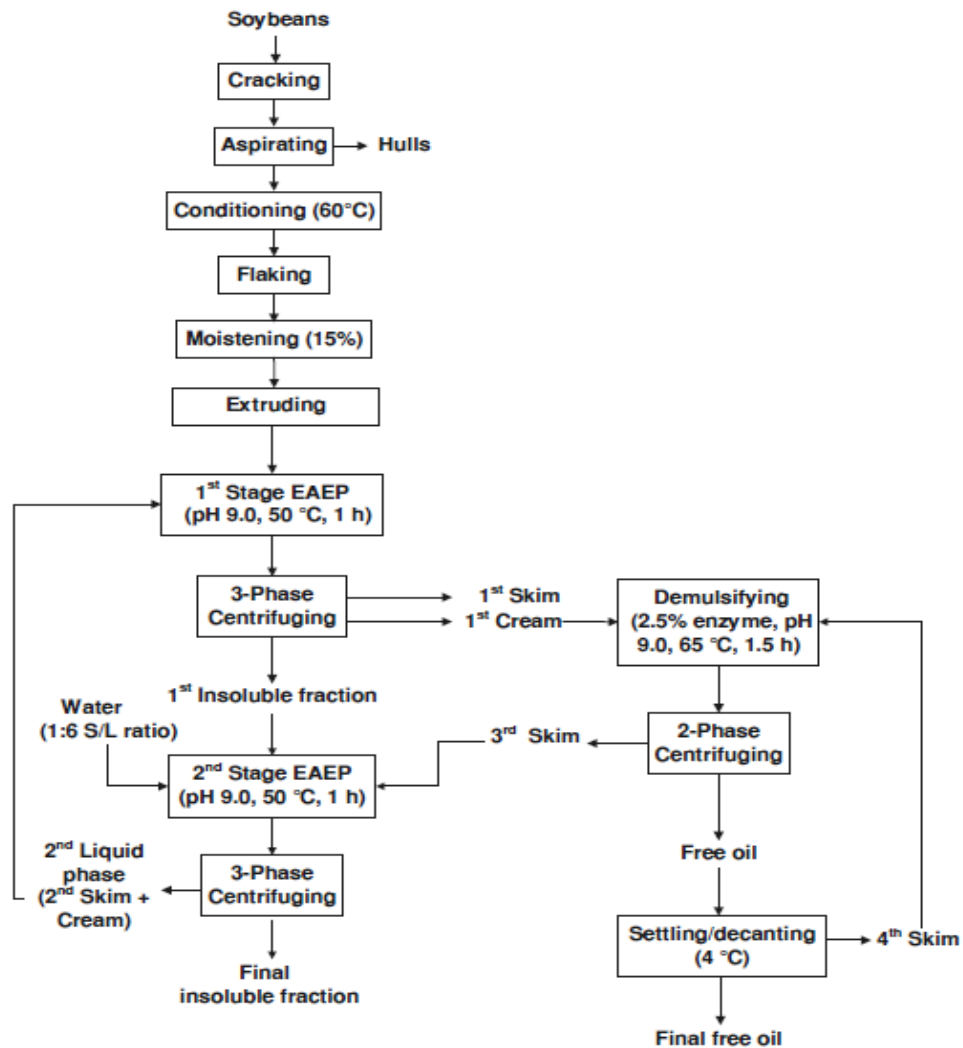 Soybeans
Cracking
Aspirating
Hulls
Conditioning (60°C)
Flaking
Moistening (15%)
Extruding
1st Stage EAEP
(pH 9.0, 50 °C, 1 h)
3-Phase
Centrifuging
1st Skim
1st Cream
Demulsifying
(2.5% enzyme, pH
9.0, 65 °C, 1.5 h)
1st Insoluble fraction
Water
(1:6 S/L ratio)
3rd Skim
2-Phase
Centrifuging
2nd Stage EAEP
(pH 9.0, 50 °C, 1 h)
2nd Liquid
phase
(2nd Skim +
Cream)
3-Phase
Centrifuging
Free oil
Settling/decanting
(4 °C)
4th Skim
Final
insoluble fraction
Final free oil